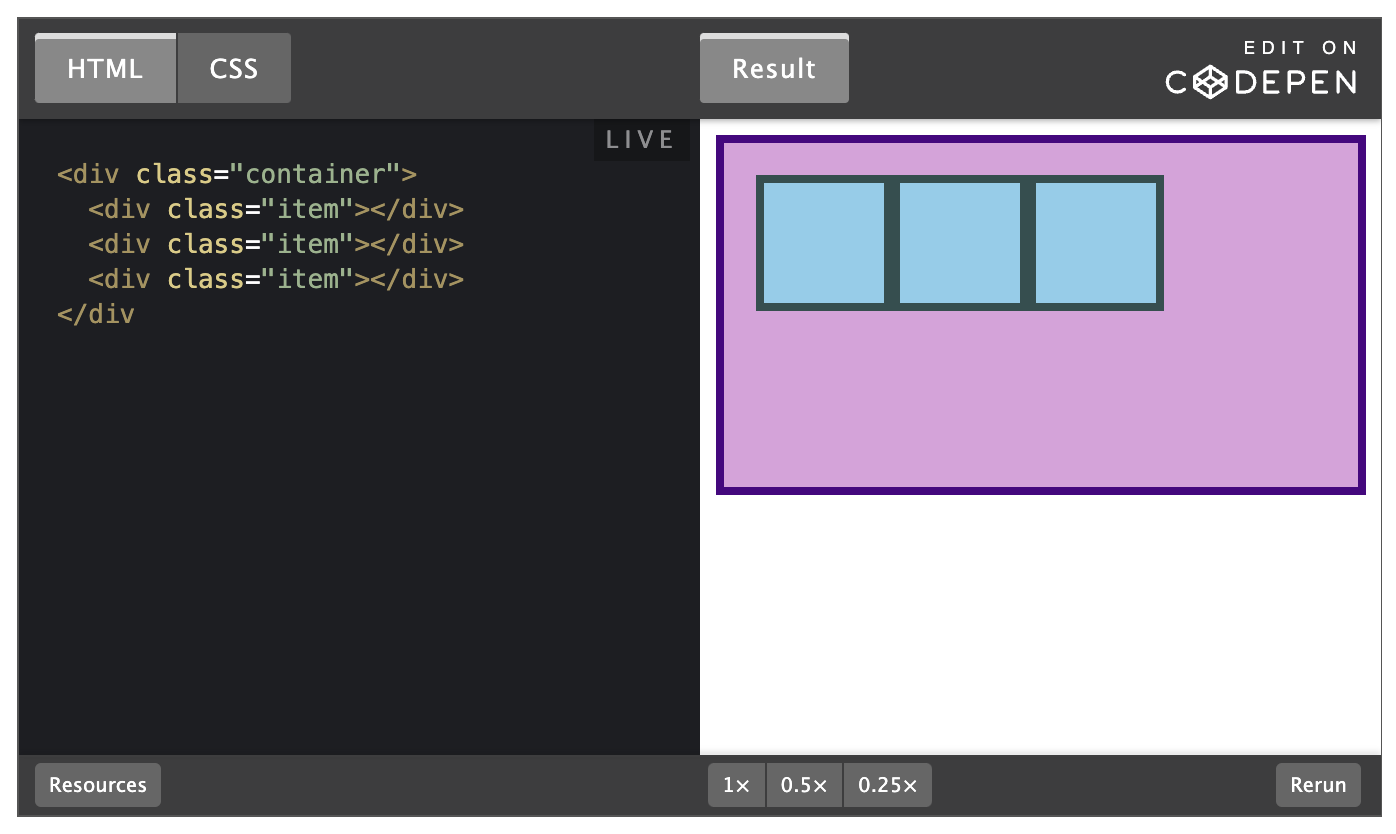 HTML
CSS
Result
EDIT ON
CODEPEN
LIVE
<div class="container">
  <div class="item"></div>
  <div class="item"></div>
  <div class="item"></div>
</div
Resources
1×
0.5×
0.25×
Rerun